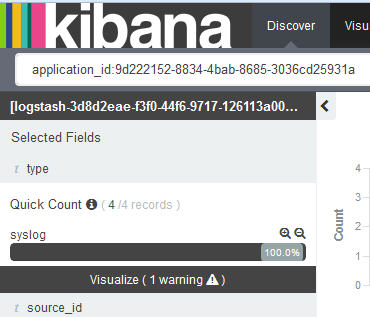 kibana
Discover
application_id:9d222152-8834-4bab-8685-3036cd25931a
[logstash-3d8d2eae-f3f0-44f6-9717-126113a00...
Selected Fields
t type
Quick Count ( 4 /4 records )
syslog
100.0%
Visualize ( 1 warning )
t source_id
Count
4
3
2
1
0